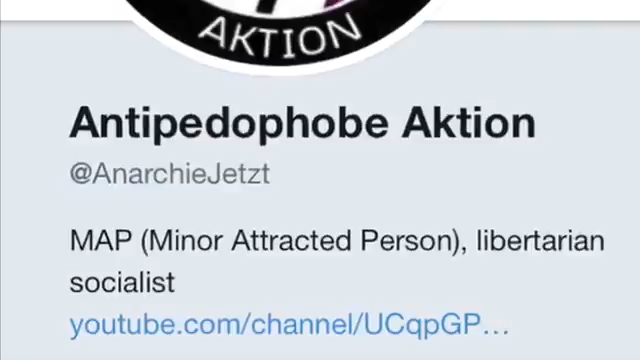 AKTION
Antipedophobe Aktion
@AnarchieJetzt
MAP (Minor Attracted Person), libertarian
socialist
youtube.com/channel/UCqpGP...